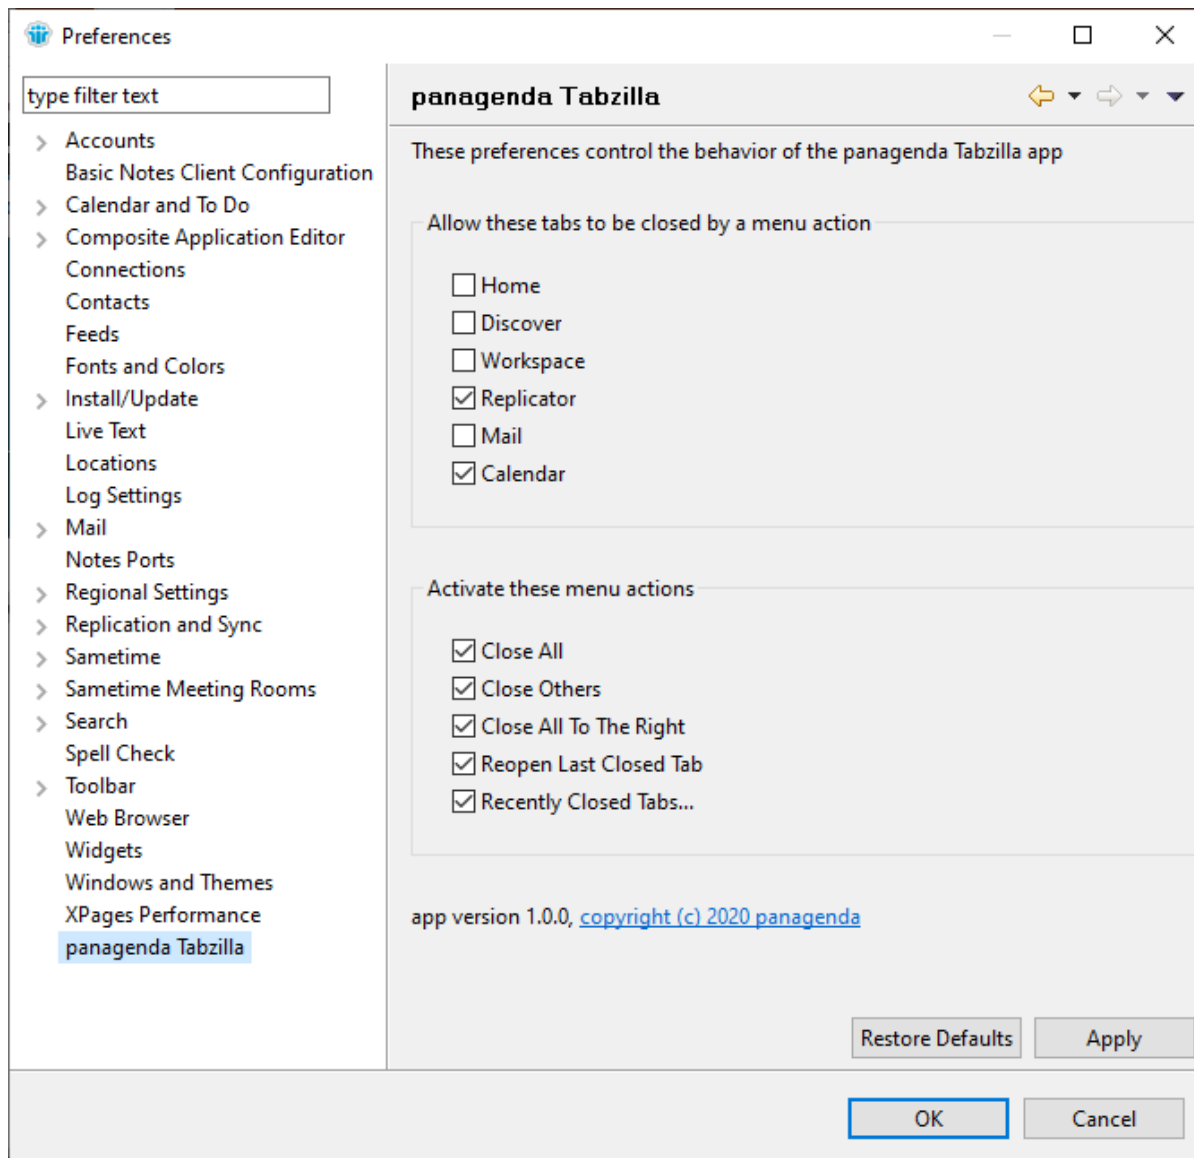 Preferences
type filter text
Accounts
Basic Notes Client Configuration
Calendar and To Do
Composite Application Editor
Connections
Contacts
Feeds
Fonts and Colors
Install/Update
Live Text
Locations
Log Settings
Mail
Notes Ports
Regional Settings
Replication and Sync
Sametime
Sametime Meeting Rooms
Search
Spell Check
Toolbar
Web Browser
Widgets
Windows and Themes
XPages Performance
panagenda Tabzilla
panagenda Tabzilla
These preferences control the behavior of the panagenda Tabzilla app
Allow these tabs to be closed by a menu action
Home
Discover
Workspace
Replicator
Mail
Calendar
Activate these menu actions
Close All
Close Others
Close All To The Right
Reopen Last Closed Tab
Recently Closed Tabs...
app version 1.0.0, copyright (c) 2020 panagenda
Restore Defaults
Apply
OK
Cancel